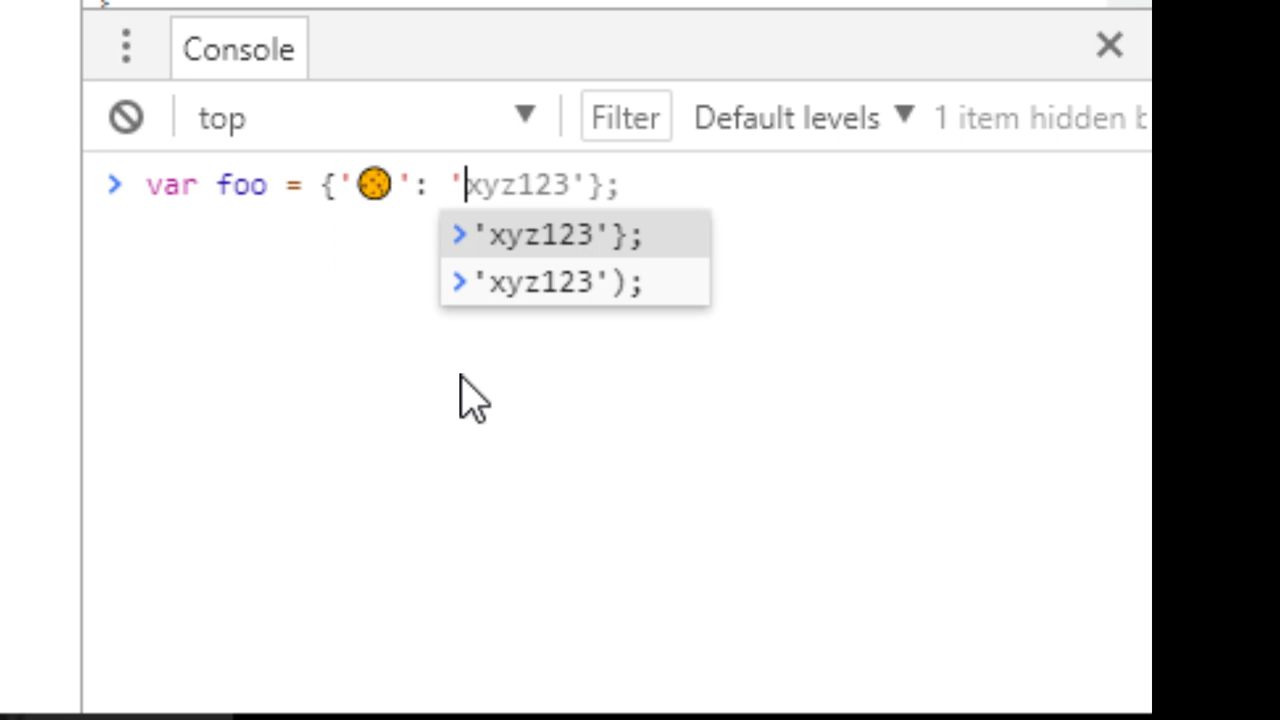 Console
top Filter Default levels 1 item hidden b
var foo = {'🍪': 'xyz123'};
'xyz123'};
'xyz123');